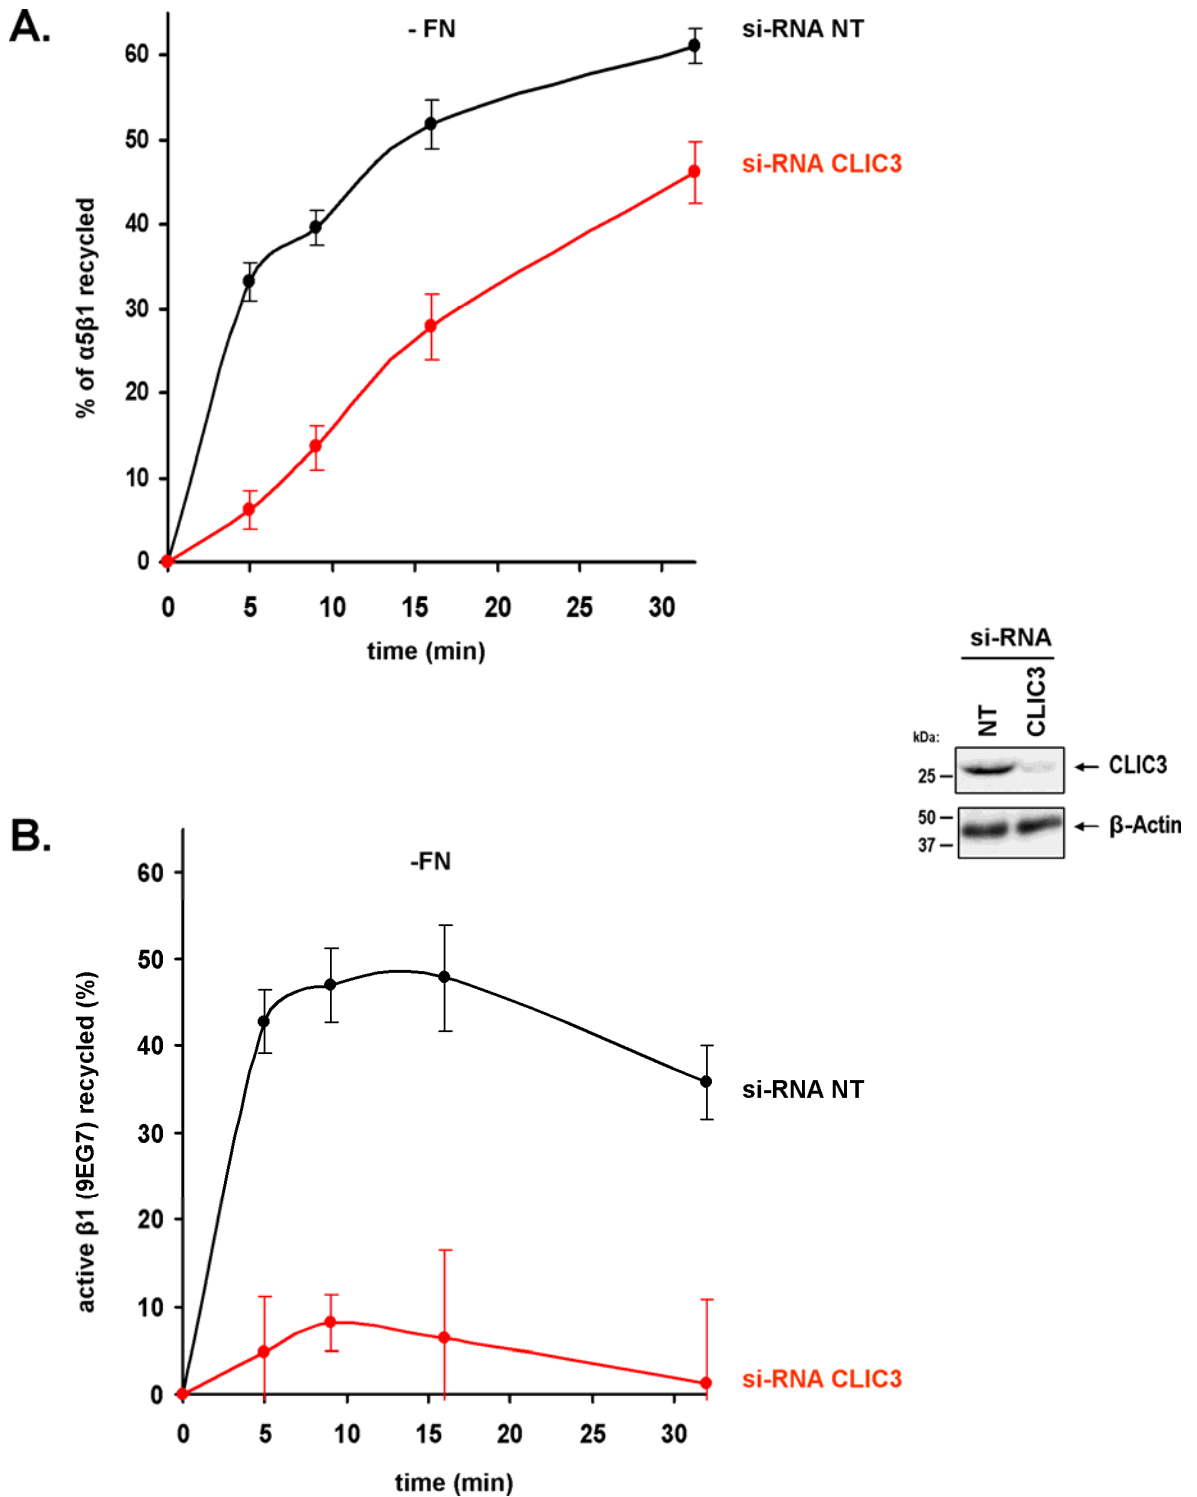 A.
- FN
si-RNA NT
si-RNA CLIC3
% of α5β1 recycled
60
50
40
30
20
10
0
0 5 10 15 20 25 30
time (min)
si-RNA
NT CLIC3
kDa:
25
CLIC3
50
37
β-Actin
B.
-FN
active β1 (9EG7) recycled (%)
60
50
40
30
20
10
0
si-RNA NT
si-RNA CLIC3
0 5 10 15 20 25 30
time (min)